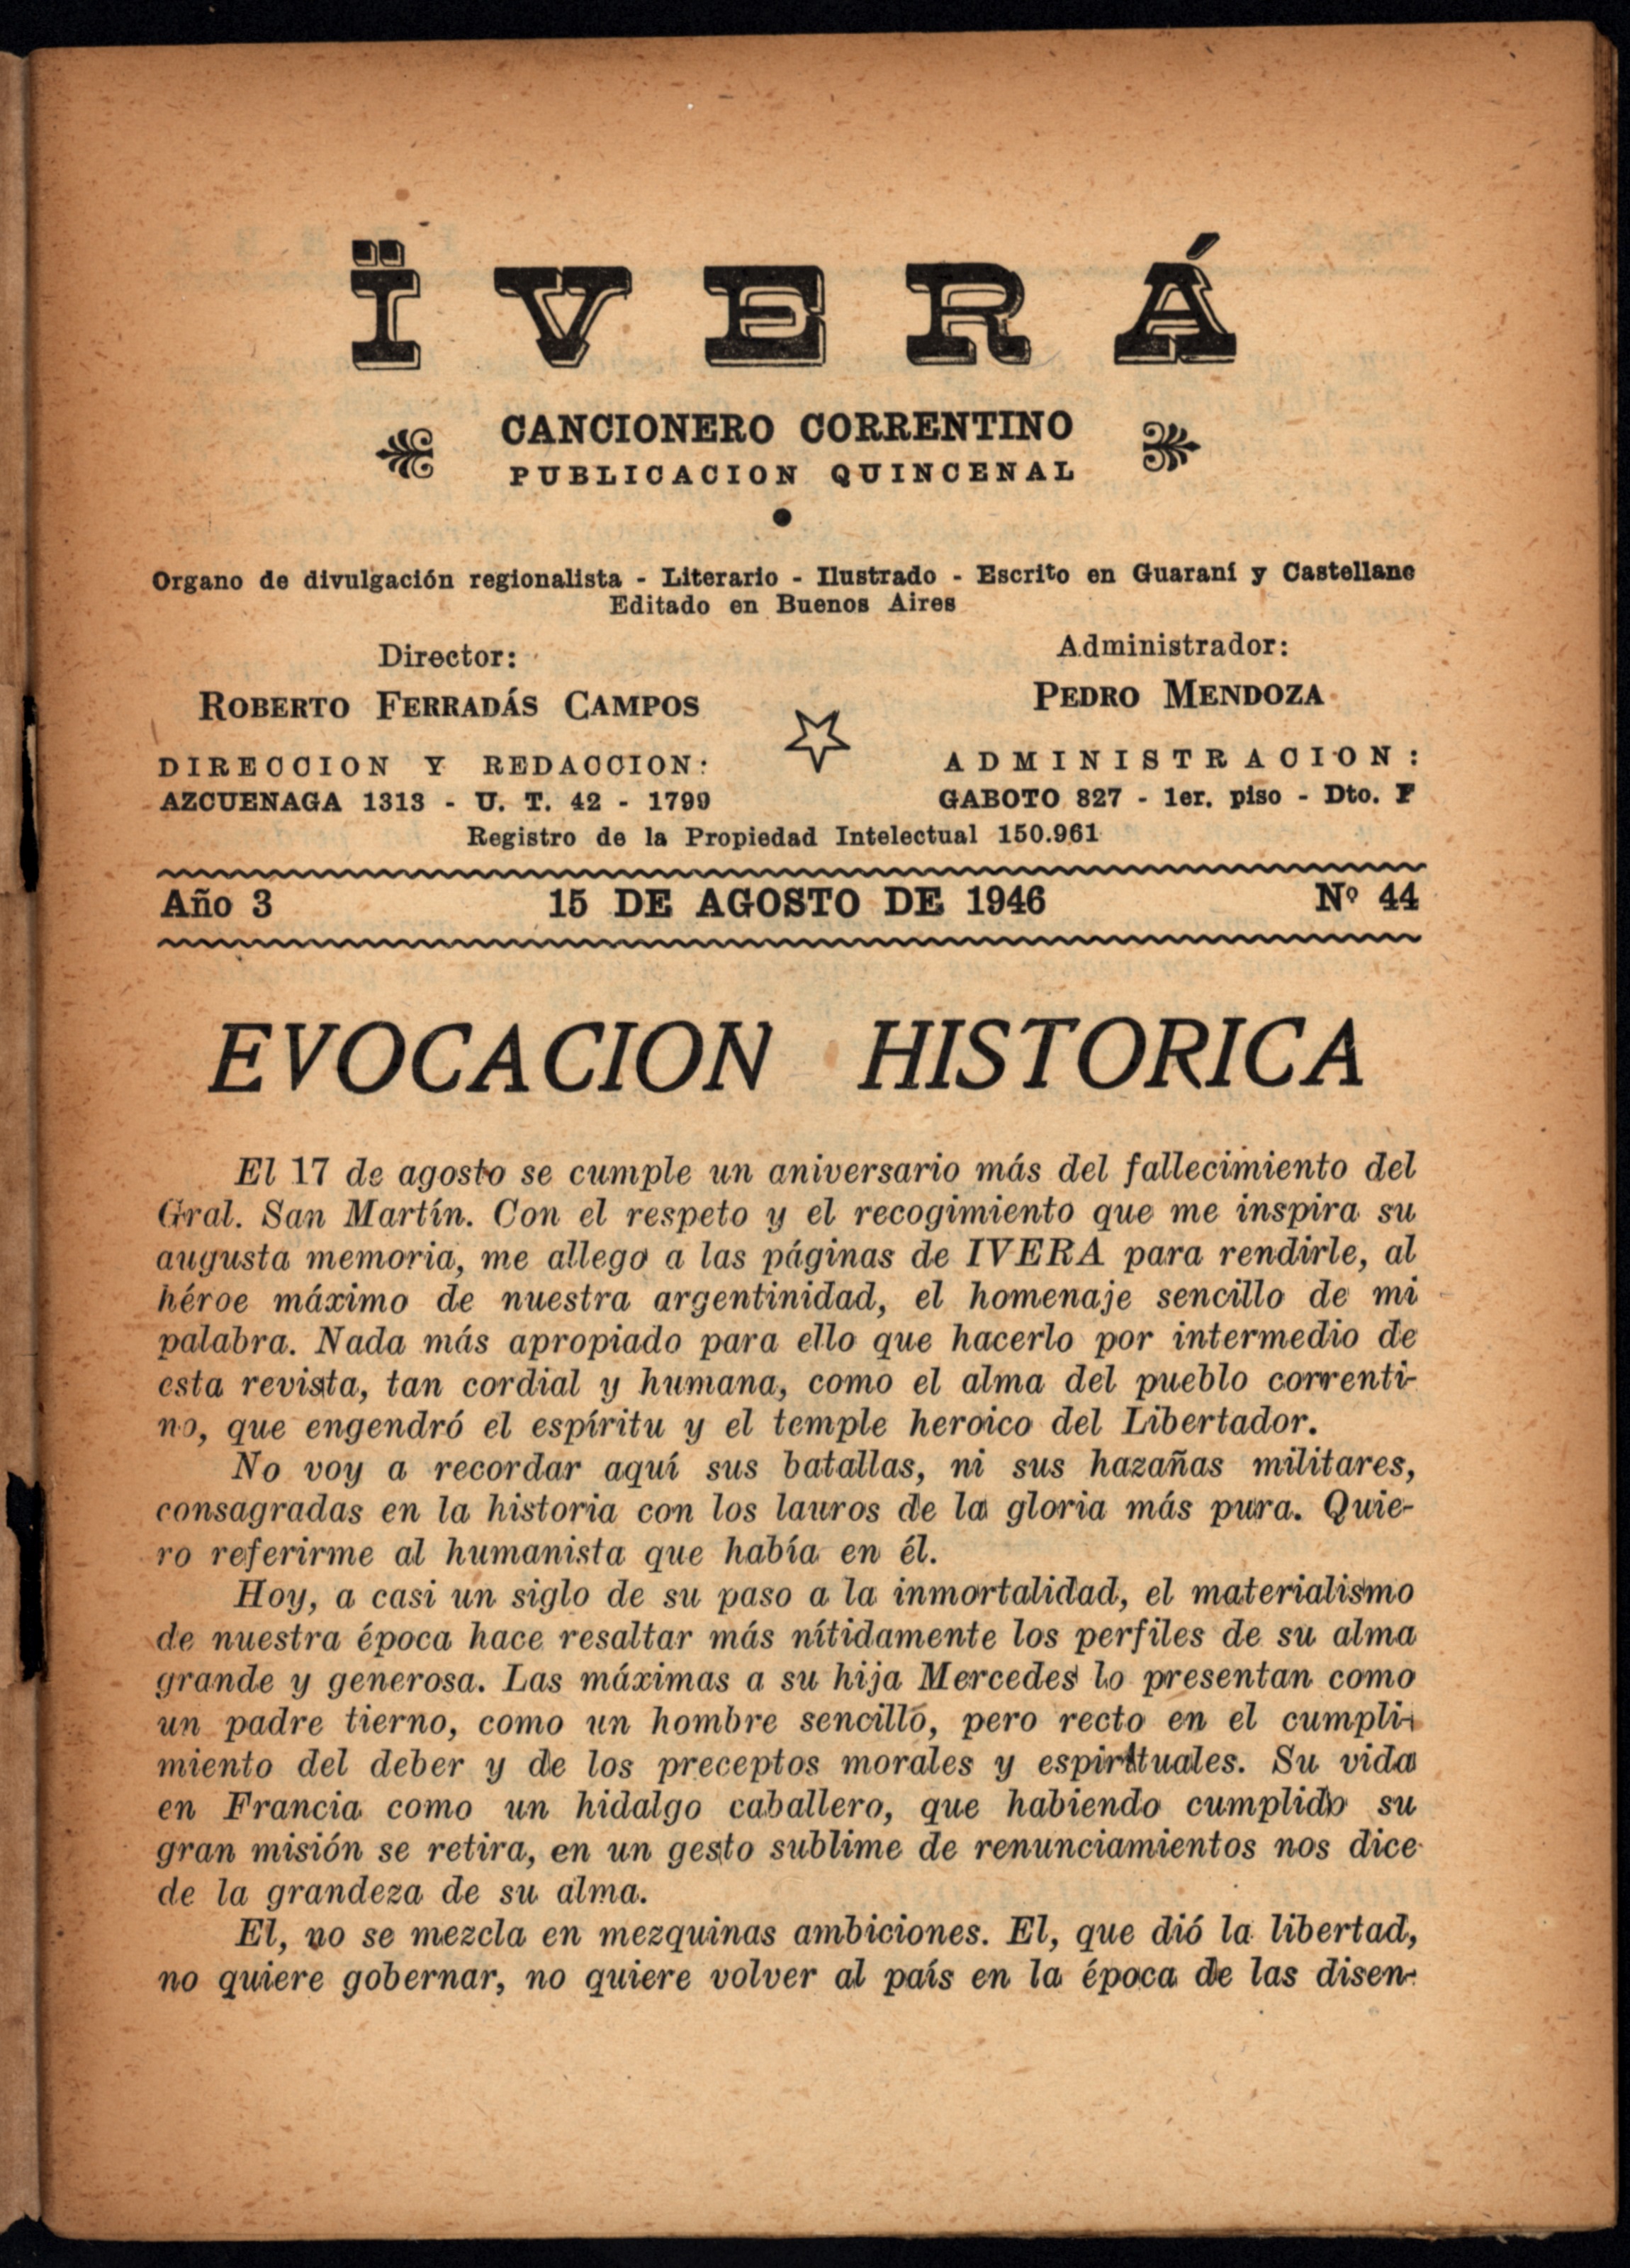 ÏVERÁ
CANCIONERO CORRENTINO
PUBLICACION QUINCENAL
Organo de divulgación regionalista - Literario - Ilustrado - Escrito en Guaraní y Castellano
Editado en Buenos Aires
Director:
ROBERTO FERRADÁS CAMPOS
DIRECCION Y REDACCION:
AZCUENAGA 1313 - U. T. 42 - 1799
Administrador:
PEDRO MENDOZA
ADMINISTRACION:
GABOTO 827 - 1er. piso - Dto. F
Registro de la Propiedad Intelectual 150.961
Año 3 15 DE AGOSTO DE 1946 Nº 44
EVOCACION HISTORICA
El 17 de agosto se cumple un aniversario más del fallecimiento del
Gral. San Martín. Con el respeto y el recogimiento que me inspira su
augusta memoria, me allego a las páginas de IVERA para rendirle, al
héroe máximo de nuestra argentinidad, el homenaje sencillo de mi
palabra. Nada más apropiado para ello que hacerlo por intermedio de
esta revista, tan cordial y humana, como el alma del pueblo correnti-
no, que engendró el espíritu y el temple heroico del Libertador.
No voy a recordar aquí sus batallas, ni sus hazañas militares,
consagradas en la historia con los lauros de la gloria más pura. Quie-
ro referirme al humanista que había en él.
Hoy, a casi un siglo de su paso a la inmortalidad, el materialismo
de nuestra época hace resaltar más nítidamente los perfiles de su alma
grande y generosa. Las máximas a su hija Mercedes lo presentan como
un padre tierno, como un hombre sencillo, pero recto en el cumpli-
miento del deber y de los preceptos morales y espirituales. Su vida
en Francia como un hidalgo caballero, que habiendo cumplido su
gran misión se retira, en un gesto sublime de renunciamientos nos dice
de la grandeza de su alma.
El, no se mezcla en mezquinas ambiciones. El, que dió la libertad,
no quiere gobernar, no quiere volver al país en la época de las disen-